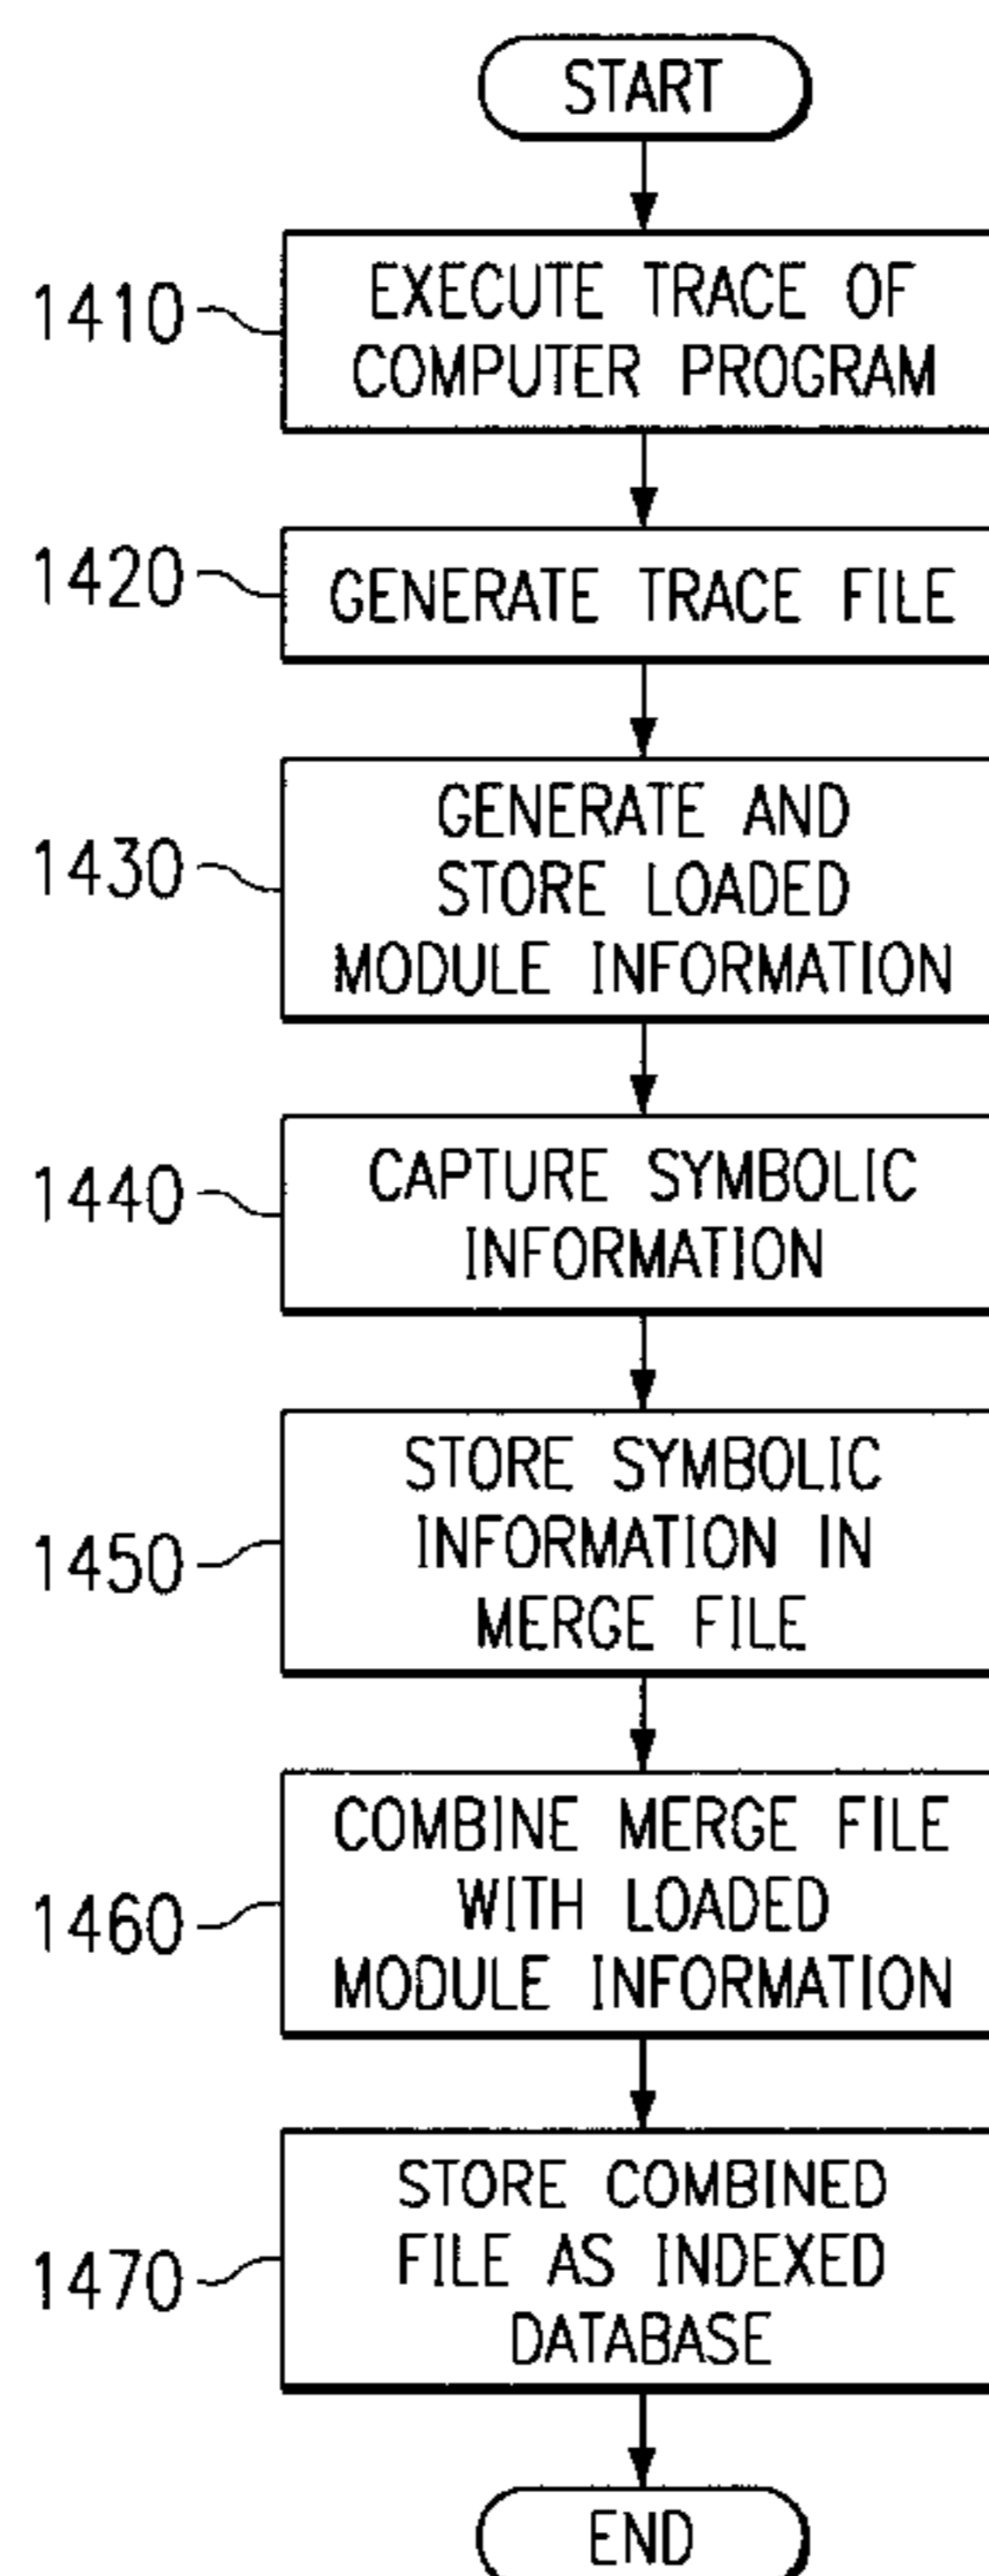 START
1410
EXECUTE TRACE OF
COMPUTER PROGRAM
1420
GENERATE TRACE FILE
1430
GENERATE AND
STORE LOADED
MODULE INFORMATION
1440
CAPTURE SYMBOLIC
INFORMATION
1450
STORE SYMBOLIC
INFORMATION IN
MERGE FILE
1460
COMBINE MERGE FILE
WITH LOADED
MODULE INFORMATION
1470
STORE COMBINED
FILE AS INDEXED
DATABASE
END